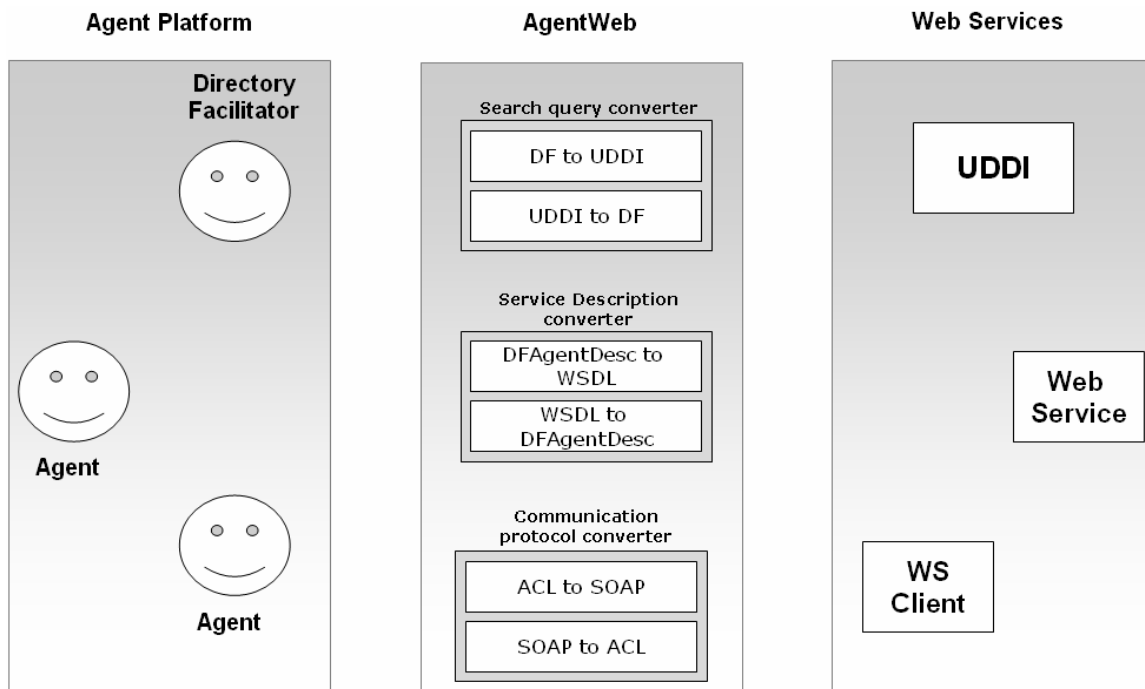 Agent Platform
AgentWeb
Web Services
Directory
Facilitator
Agent
Agent
Search query converter
DF to UDDI
UDDI to DF
Service Description
converter
DFAgentDesc to
WSDL
WSDL to
DFAgentDesc
Communication
protocol converter
ACL to SOAP
SOAP to ACL
UDDI
Web
Service
WS
Client